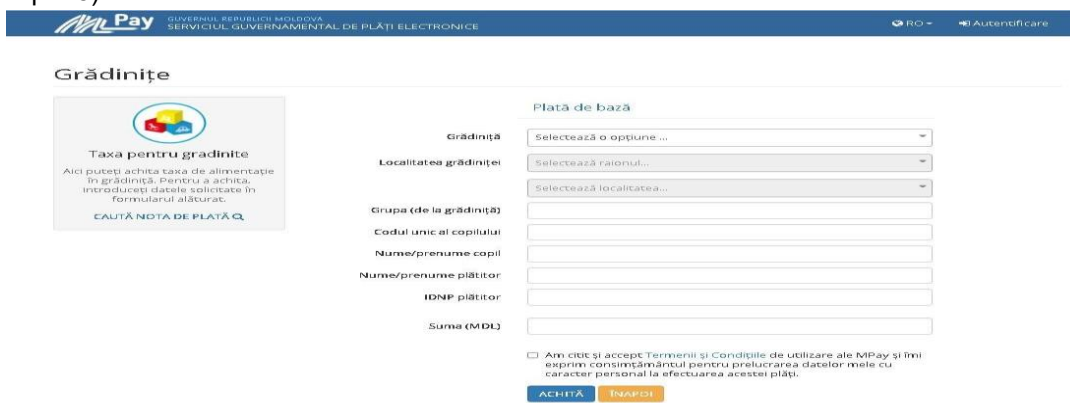 MPay GUVERNUL REPUBLICII MOLDOVA
SERVICIUL GUVERNAMENTAL DE PLĂȚI ELECTRONICE
RO
Autentificare
Grădinițe
Taxa pentru gradinite
Aici puteți achita taxa de alimentație
în grădiniță. Pentru a achita,
introduceți datele solicitate în
formularul alăturat.
CAUTĂ NOTA DE PLATĂ
Plată de bază
Grădiniță
Selectează o opțiune ...
Localitatea grădiniței
Selectează raionul...
Selectează localitatea...
Grupa (de la grădiniță)
Codul unic al copilului
Nume/prenume copil
Nume/prenume plătitor
IDNP plătitor
Suma (MDL)
Am citit și accept Termenii și Condițiile de utilizare ale MPay și îmi
exprim consimțământul pentru prelucrarea datelor mele cu
caracter personal la efectuarea acestei plăți.
ACHITĂ
ÎNAPOI